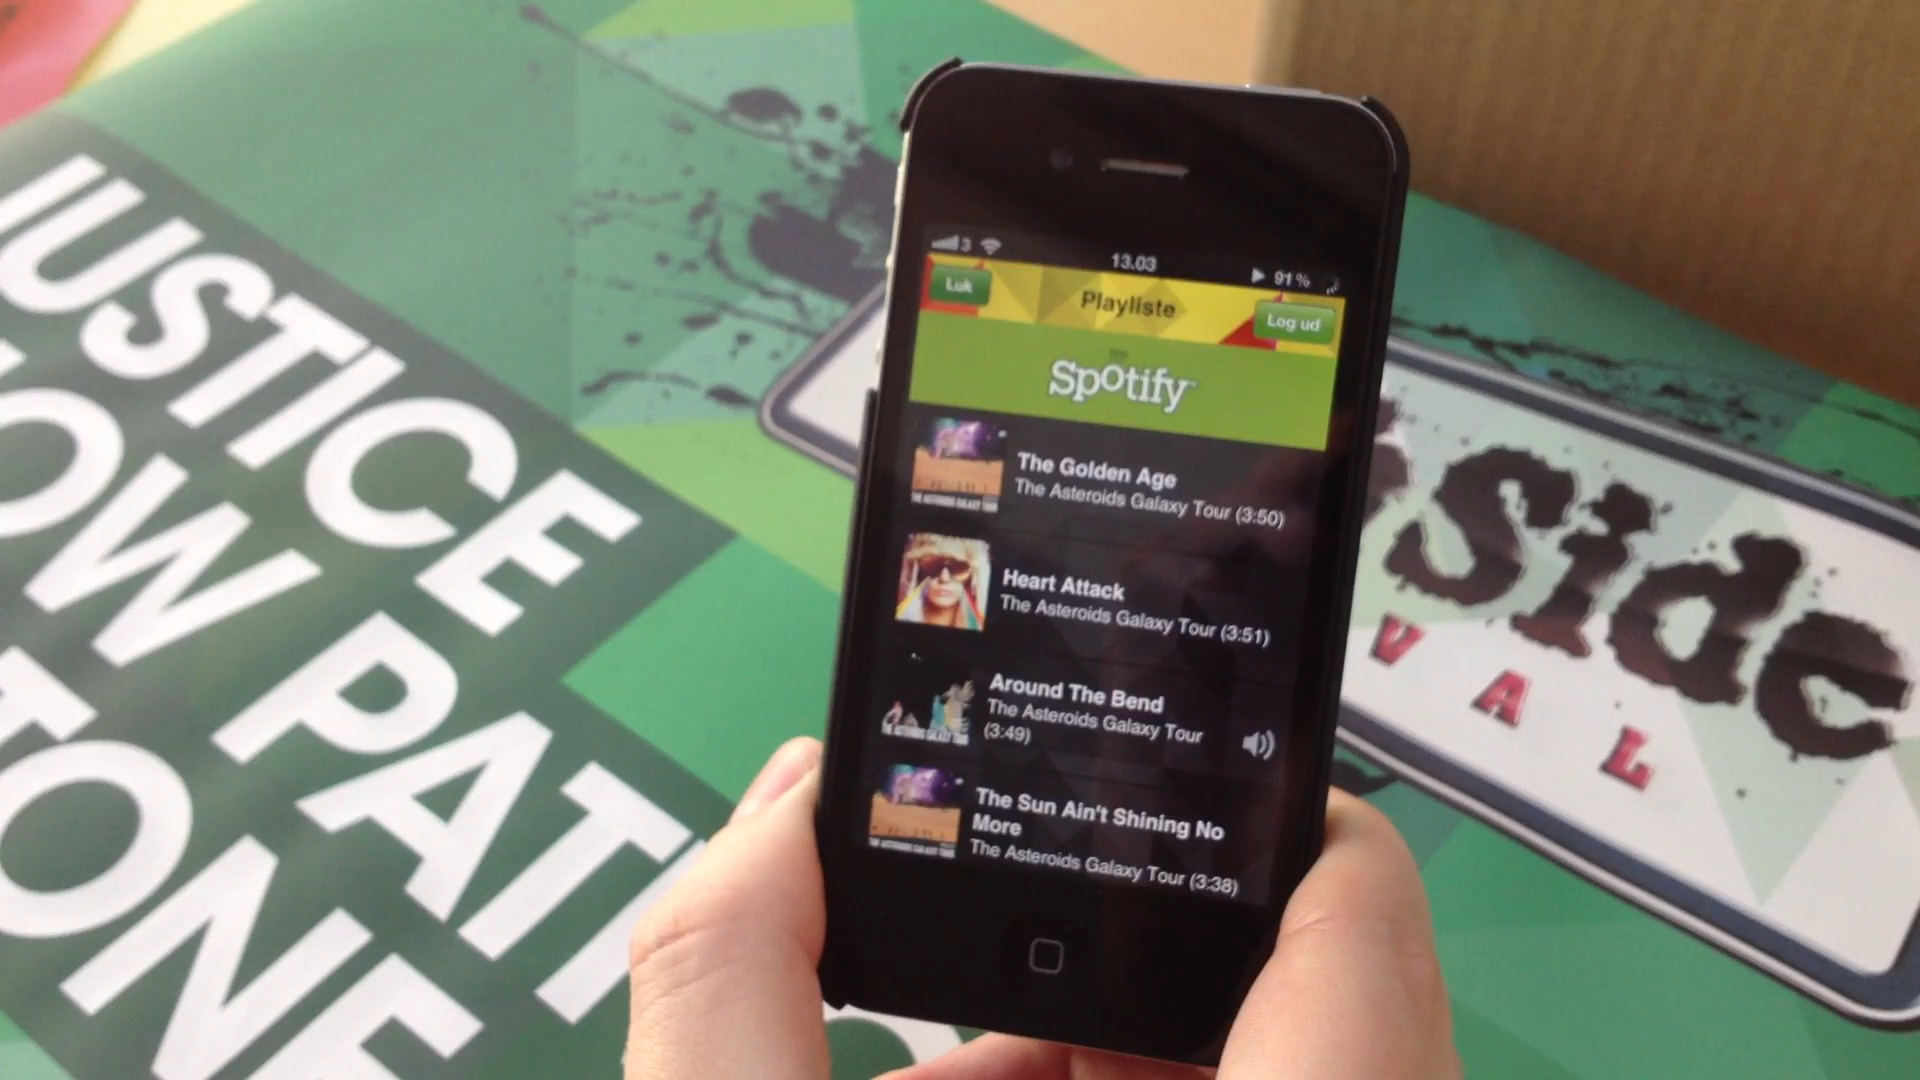 JUSTICE
OW PAT
TONE
3
13.03
91%
Luk
Playliste
Log ud
Spotify
The Golden Age
The Asteroids Galaxy Tour (3:50)
Heart Attack
The Asteroids Galaxy Tour (3:51)
Around The Bend
The Asteroids Galaxy Tour
(3:49)
The Sun Ain't Shining No
More
The Asteroids Galaxy Tour (3:38)
Side
VAL